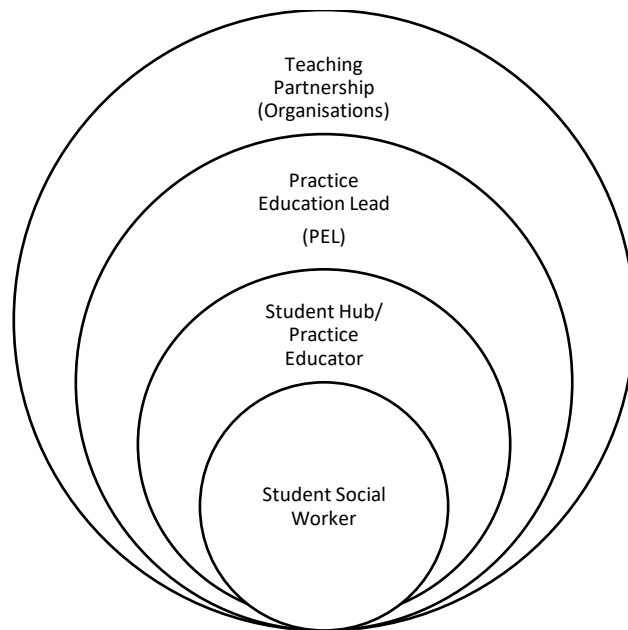 Teaching
Partnership
(Organisations)
Practice
Education Lead
(PEL)
Student Hub/
Practice
Educator
Student Social
Worker